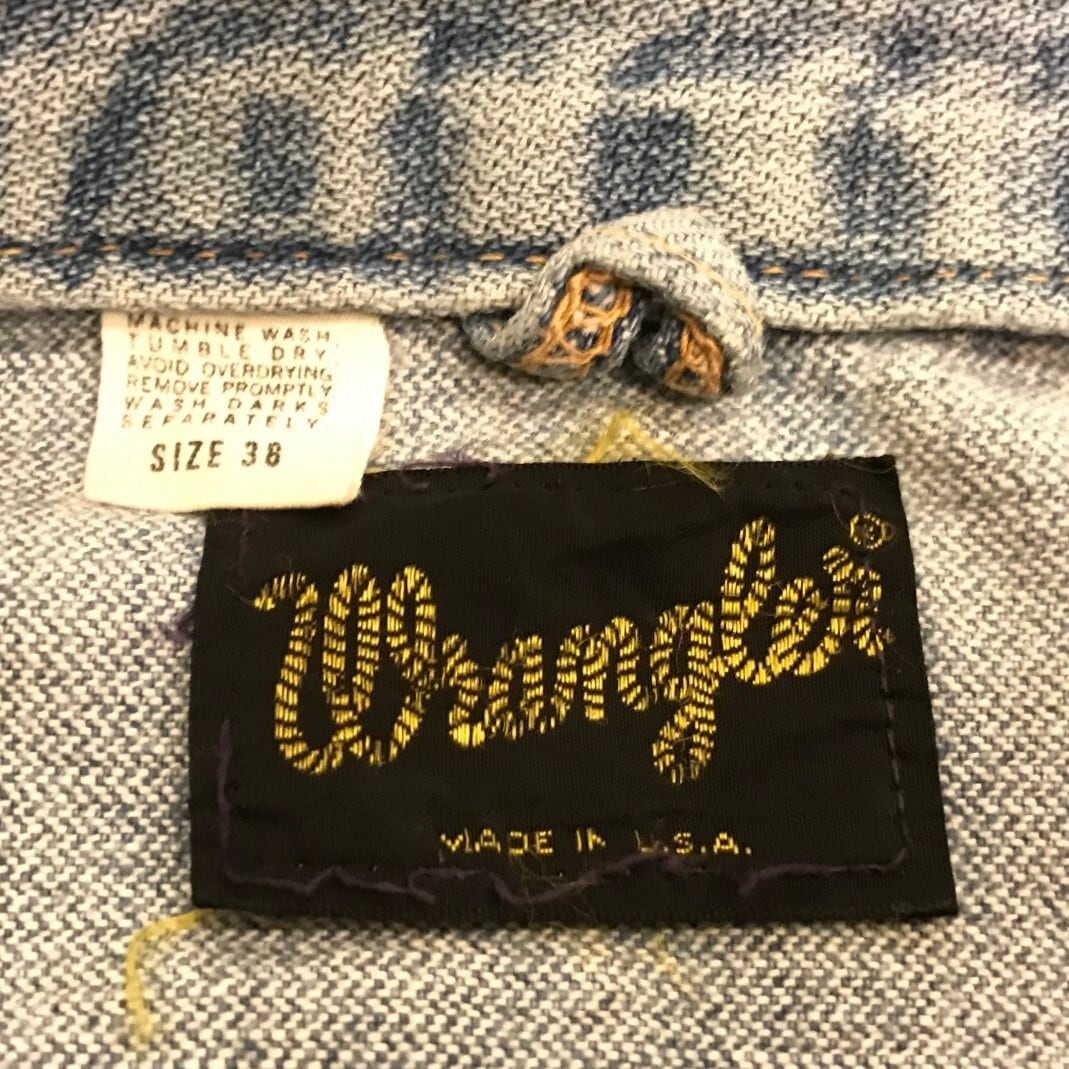 MACHINE WASH.
TUMBLE DRY.
AVOID OVERDRYING
REMOVE PROMPTLY
WASH DARKS
SEPARATELY.
SIZE 38
Wrangler®
MADE IN U.S.A.